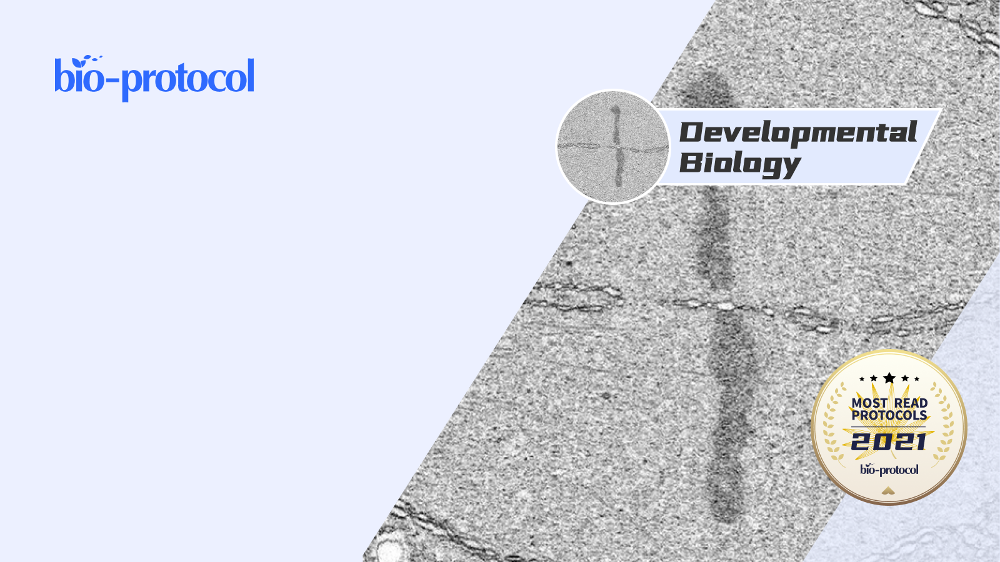 bio-protocol
Developmental
Biology
MOST READ
PROTOCOLS
2021
bio-protocol